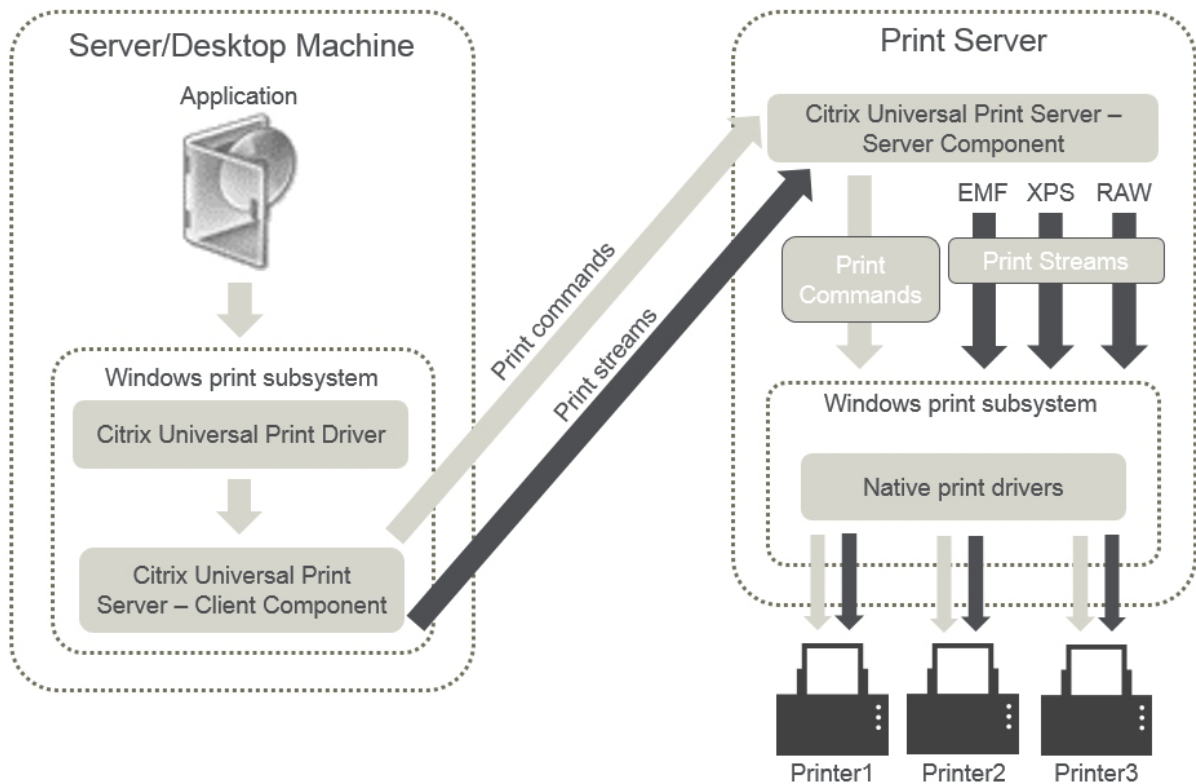 Server/Desktop Machine
Application
Windows print subsystem
Citrix Universal Print Driver
Citrix Universal Print
Server – Client Component
Print commands
Print streams
Print Server
Citrix Universal Print Server –
Server Component
EMF XPS RAW
Print
Commands
Print Streams
Windows print subsystem
Native print drivers
Printer1 Printer2 Printer3